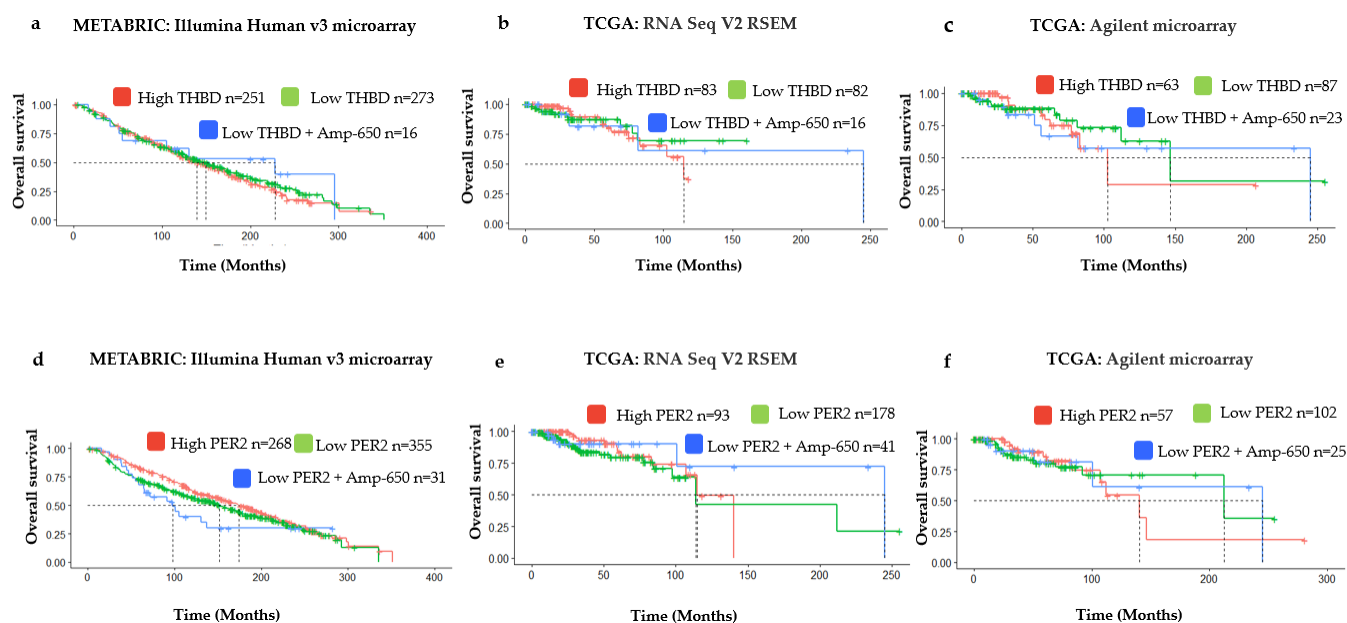 a METABRIC: Illumina Human v3 microarray
High THBD n=251 Low THBD n=273
Low THBD + Amp-650 n=16
Overall survival
1.00
0.75
0.50
0.25
0.00
0 100 200 300 400
Time (Months)
b TCGA: RNA Seq V2 RSEM
High THBD n=83 Low THBD n=82
Low THBD + Amp-650 n=16
Overall survival
1.00
0.75
0.50
0.25
0.00
0 50 100 150 200 250
Time (Months)
c TCGA: Agilent microarray
High THBD n=63 Low THBD n=87
Low THBD + Amp-650 n=23
Overall survival
1.00
0.75
0.50
0.25
0.00
0 50 100 150 200 250
Time (Months)
d METABRIC: Illumina Human v3 microarray
High PER2 n=268 Low PER2 n=355
Low PER2 + Amp-650 n=31
Overall survival
1.00
0.75
0.50
0.25
0.00
0 100 200 300 400
Time (Months)
e TCGA: RNA Seq V2 RSEM
High PER2 n=93 Low PER2 n=178
Low PER2 + Amp-650 n=41
Overall survival
1.00
0.75
0.50
0.25
0.00
0 50 100 150 200 250
Time (Months)
f TCGA: Agilent microarray
High PER2 n=57 Low PER2 n=102
Low PER2 + Amp-650 n=25
Overall survival
1.00
0.75
0.50
0.25
0.00
0 100 200 300
Time (Months)